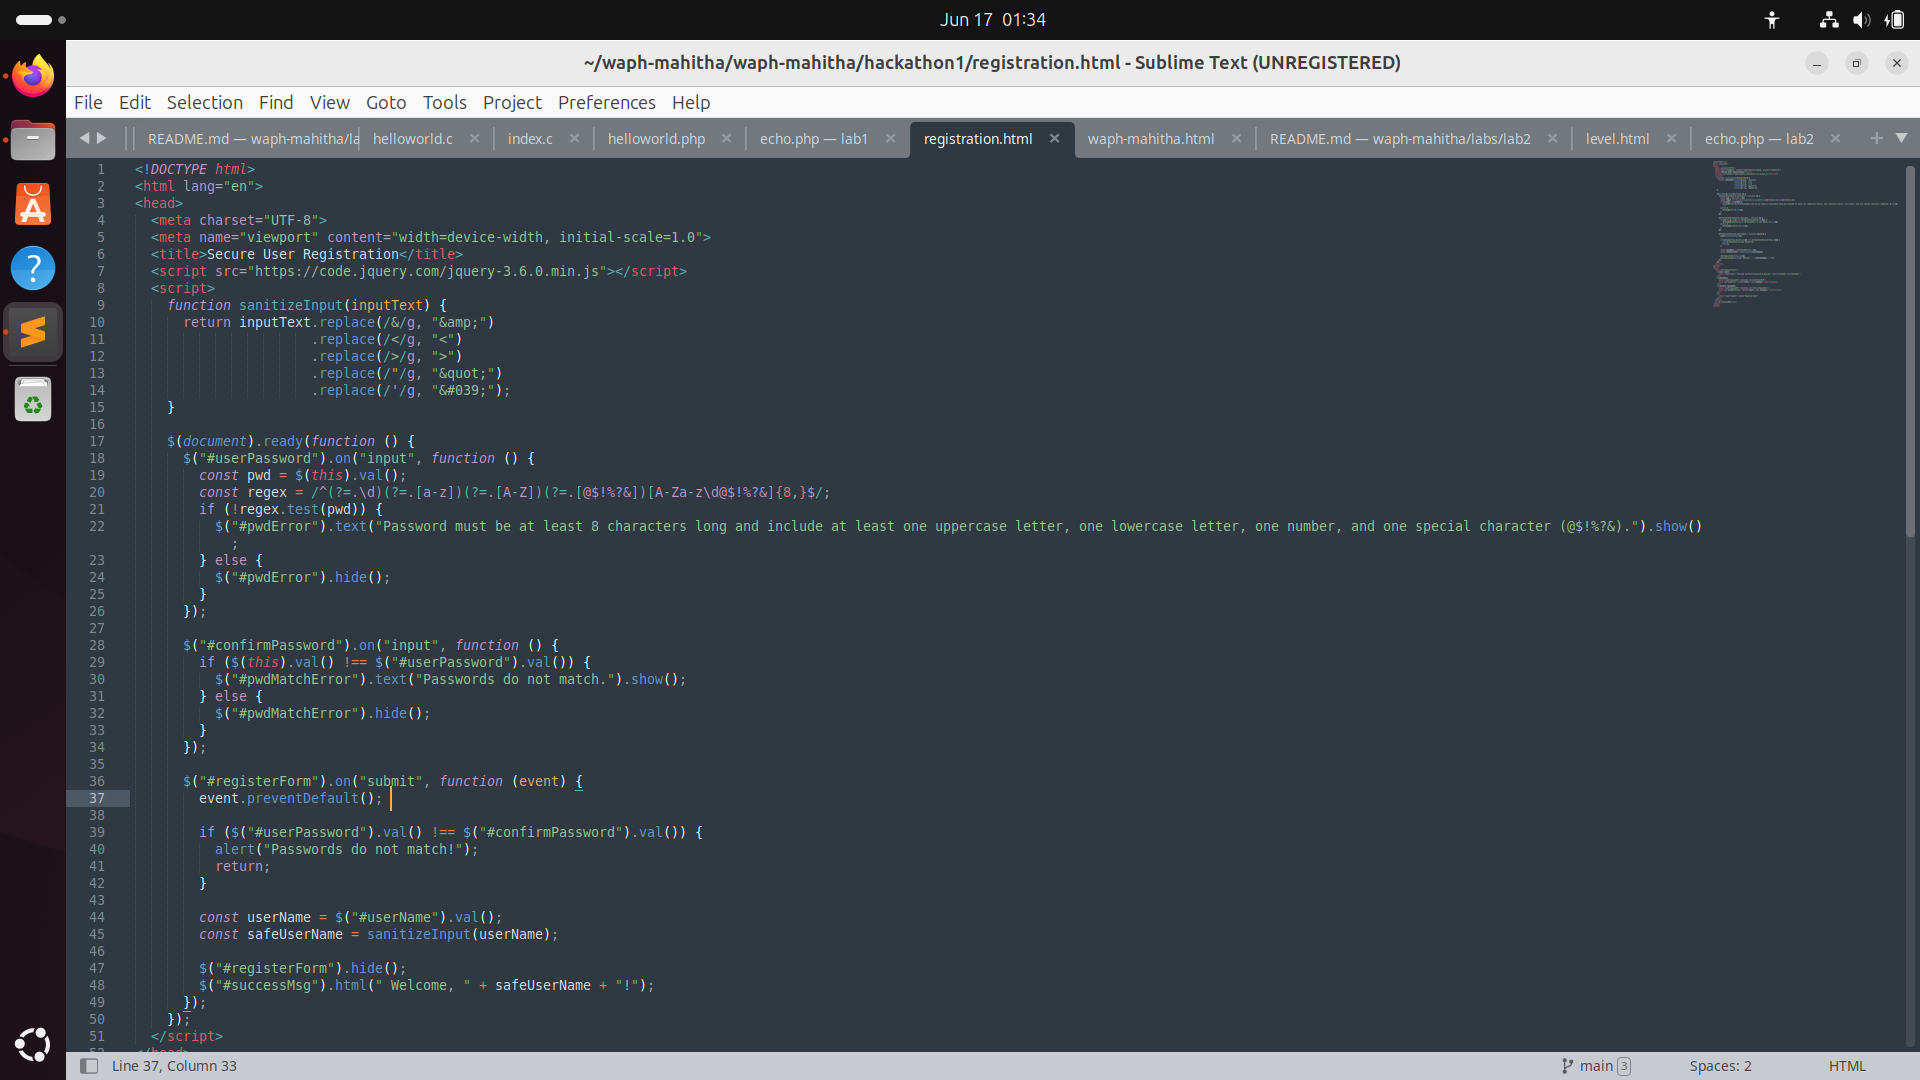 Jun 17 01:34
~/waph-mahitha/waph-mahitha/hackathon1/registration.html - Sublime Text (UNREGISTERED)
File Edit Selection Find View Goto Tools Project Preferences Help
README.md — waph-mahitha/la helloworld.c index.c helloworld.php echo.php — lab1 registration.html waph-mahitha.html README.md — waph-mahitha/labs/lab2 level.html echo.php — lab2
1 <!DOCTYPE html>
2 <html lang="en">
3 <head>
4 <meta charset="UTF-8">
5 <meta name="viewport" content="width=device-width, initial-scale=1.0">
6 <title>Secure User Registration</title>
7 <script src="https://code.jquery.com/jquery-3.6.0.min.js"></script>
8 <script>
9 function sanitizeInput(inputText) {
10 return inputText.replace(/&/g, "&amp;")
11 .replace(/</g, "<")
12 .replace(/>/g, ">")
13 .replace(/"/g, "&quot;")
14 .replace(/'/g, "&#039;");
15 }
16
17 $(document).ready(function () {
18 $("#userPassword").on("input", function () {
19 const pwd = $(this).val();
20 const regex = /^(?=.\d)(?=.[a-z])(?=.[A-Z])(?=.[@$!%?&])[A-Za-z\d@$!%?&]{8,}$/;
21 if (!regex.test(pwd)) {
22 $("#pwdError").text("Password must be at least 8 characters long and include at least one uppercase letter, one lowercase letter, one number, and one special character (@$!%?&).").show()
;
23 } else {
24 $("#pwdError").hide();
25 }
26 });
27
28 $("#confirmPassword").on("input", function () {
29 if ($(this).val() !== $("#userPassword").val()) {
30 $("#pwdMatchError").text("Passwords do not match.").show();
31 } else {
32 $("#pwdMatchError").hide();
33 }
34 });
35
36 $("#registerForm").on("submit", function (event) {
37 event.preventDefault();
38
39 if ($("#userPassword").val() !== $("#confirmPassword").val()) {
40 alert("Passwords do not match!");
41 return;
42 }
43
44 const userName = $("#userName").val();
45 const safeUserName = sanitizeInput(userName);
46
47 $("#registerForm").hide();
48 $("#successMsg").html(" Welcome, " + safeUserName + "!");
49 });
50 });
51 </script>
52 </head>
Line 37, Column 33 main 3 Spaces: 2 HTML